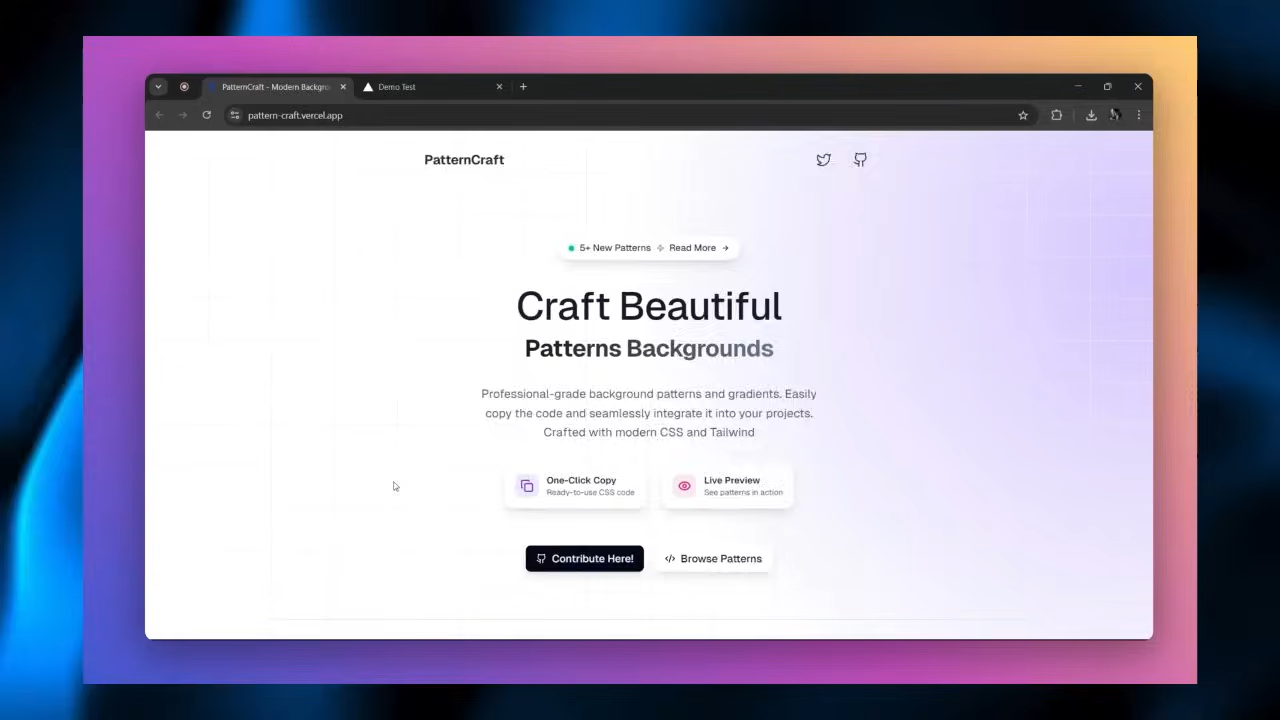 PatternCraft - Modern Backgro
Demo Test
pattern-craft.vercel.app
PatternCraft
5+ New Patterns
Read More →
Craft Beautiful
Patterns Backgrounds
Professional-grade background patterns and gradients. Easily
copy the code and seamlessly integrate it into your projects.
Crafted with modern CSS and Tailwind
One-Click Copy
Ready-to-use CSS code
Live Preview
See patterns in action
Contribute Here!
</> Browse Patterns